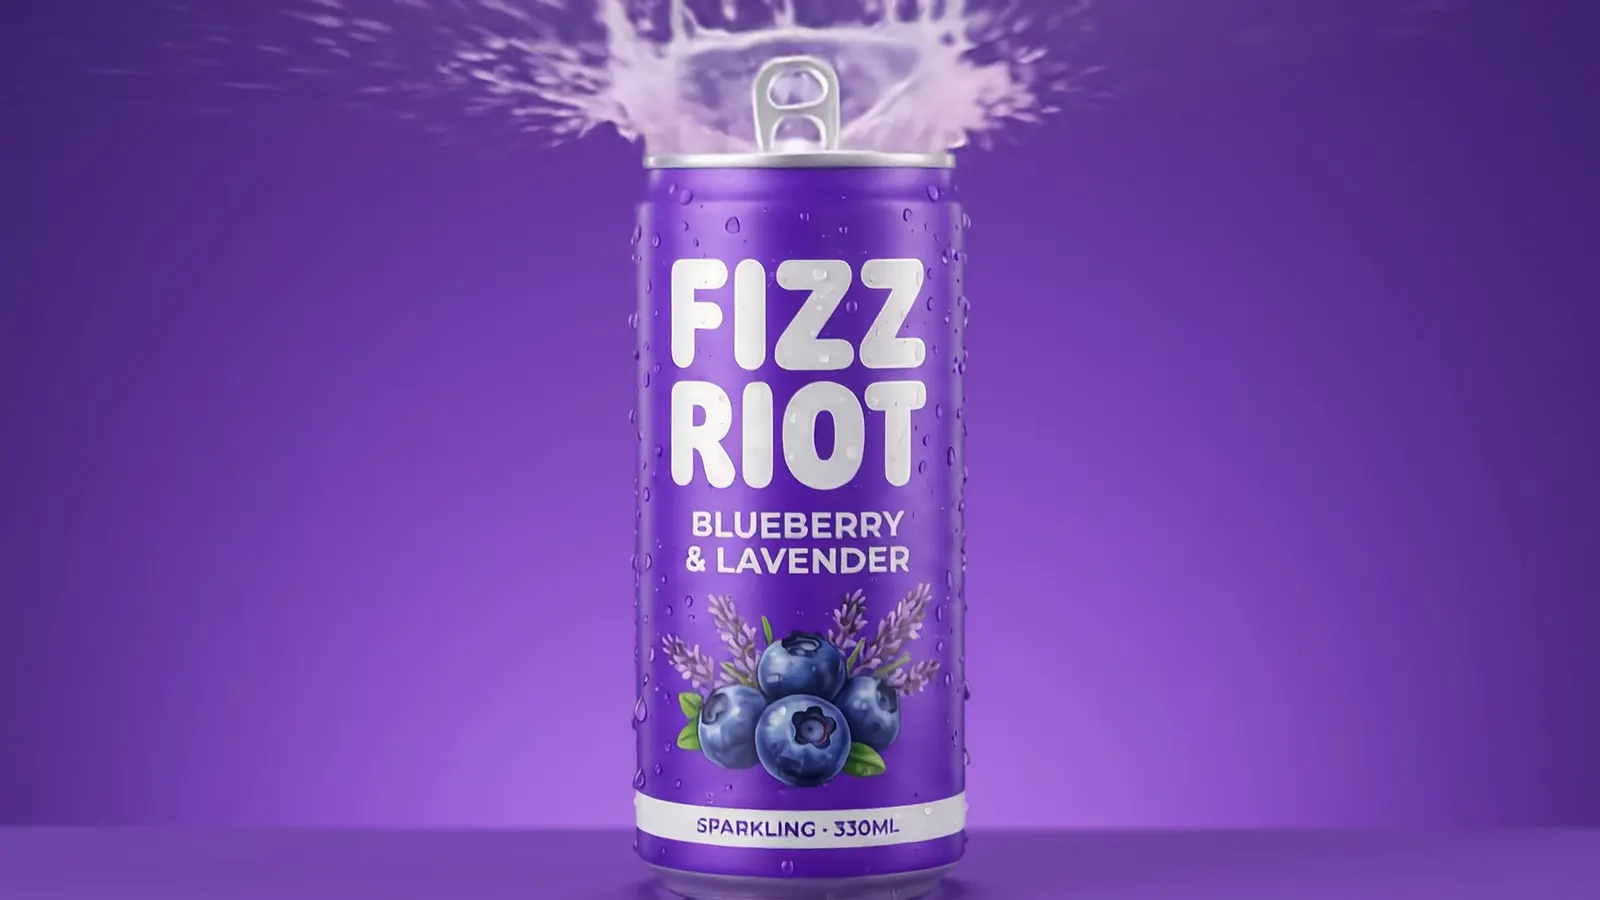 FIZZ
RIOT
BLUEBERRY
& LAVENDER
SPARKLING · 330ML